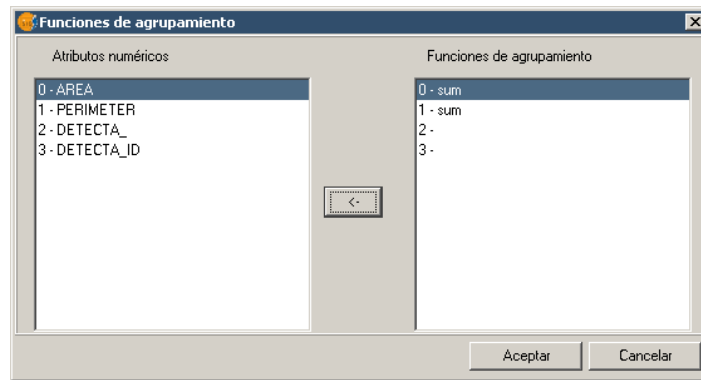 Funciones de agrupamiento
Atributos numéricos
Funciones de agrupamiento
0 - AREA
1 - PERIMETER
2 - DETECTA_
3 - DETECTA_ID
<-
0 - sum
1 - sum
2 -
3 -
Aceptar
Cancelar